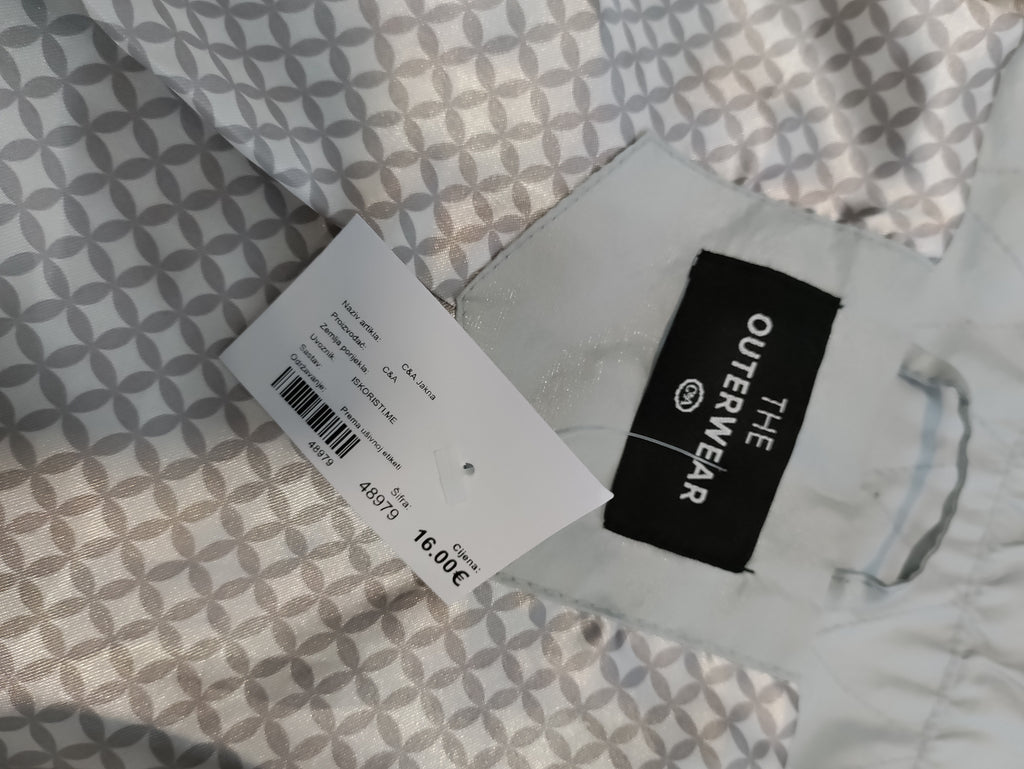 Naziv artikla: C&A Jakna
Proizvođač: C&A
Zemlja porijekla:
Uvoznik: ISKORISTI.ME
Sastav:
Održavanje: Prema ušivnoj etiketi
48979
Šifra:
48979
Cijena:
16.00€
THE
OUTERWEAR
C&A